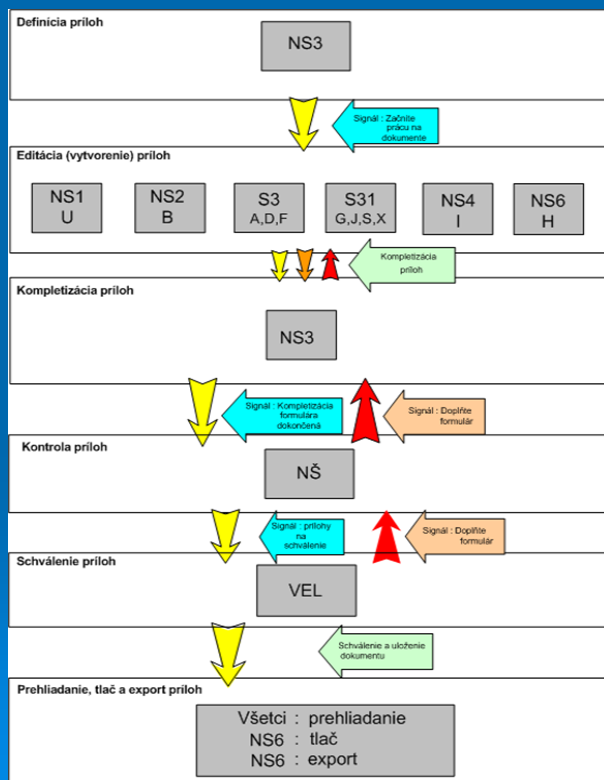 Definícia príloh
NS3
Signál : Začnite
prácu na
dokumente
Editácia (vytvorenie) príloh
NS1
U
NS2
B
S3
A,D,F
S31
G,J,S,X
NS4
I
NS6
H
Kompletizácia
príloh
Kompletizácia príloh
NS3
Signál : Kompletizácia
formulára
dokončená
Signál : Doplňte
formulár
Kontrola príloh
NŠ
Signál : prílohy
na
schválenie
Signál : Doplňte
formulár
Schválenie príloh
VEL
Schválenie a uloženie
dokumentu
Prehliadanie, tlač a export príloh
Všetci : prehliadanie
NS6 : tlač
NS6 : export